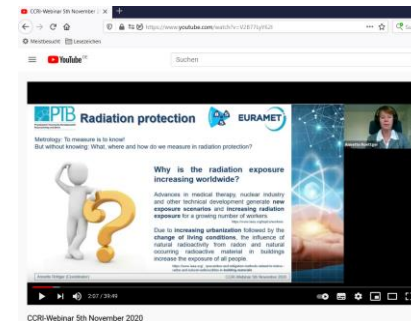 CCRI-Webinar 5th November
https://www.youtube.com/watch?v=
Meistbesucht Lesezeichen
YouTube DE
Suchen
PTB
Radiation protection
EURAMET
Metrology: To measure is to know!
But without knowing: What, where and how do we measure in radiation protection?
Why is the radiation exposure
increasing worldwide?
Advances in medical therapy, nuclear industry
and other technical development generate new
exposure scenarios and increasing radiation
exposure for a growing number of workers.
Due to increasing urbanization followed by the
change of living conditions, the influence of
natural radioactivity from radon and natural
occurring radioactive material in buildings
increase the exposure of all people.
CCRI-Webinar 5th November 2020
2:07 / 39:49
CCRI-Webinar 5th November 2020